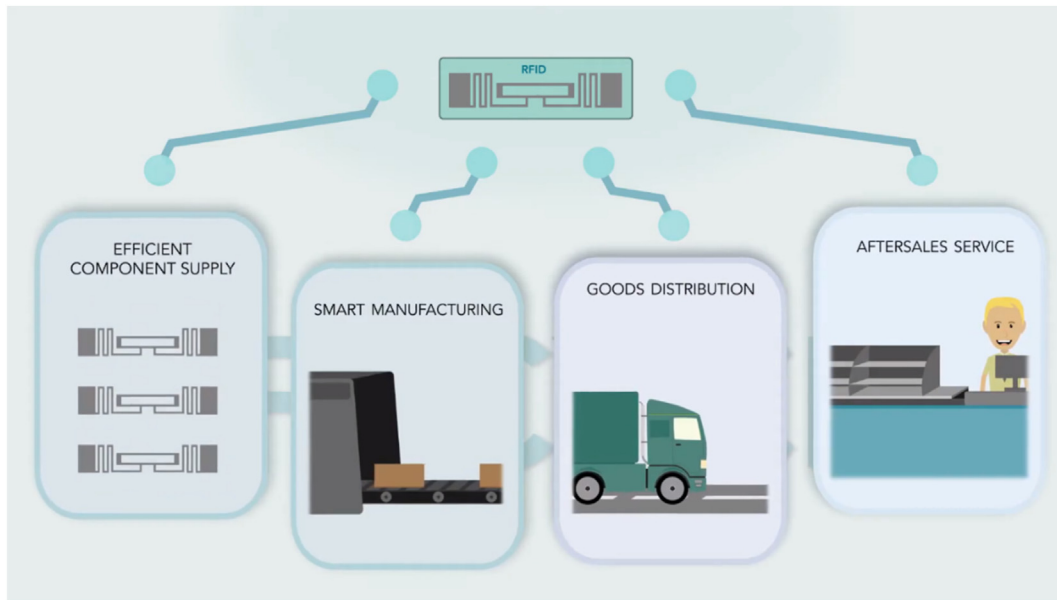 RFID
EFFICIENT
COMPONENT SUPPLY
SMART MANUFACTURING
GOODS DISTRIBUTION
AFTERSALES SERVICE